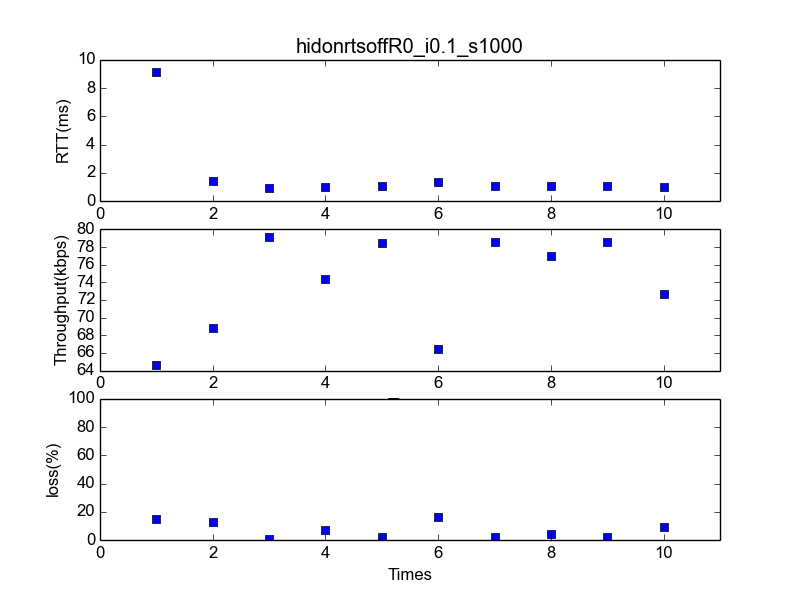 hidonrtsoffR0_i0.1_s1000
10
8
6
4
2
0
RTT(ms)
0 2 4 6 8 10
80
78
76
74
72
70
68
66
64
Throughput(kbps)
0 2 4 6 8 10
100
80
60
40
20
0
loss(%)
0 2 4 6 8 10
Times